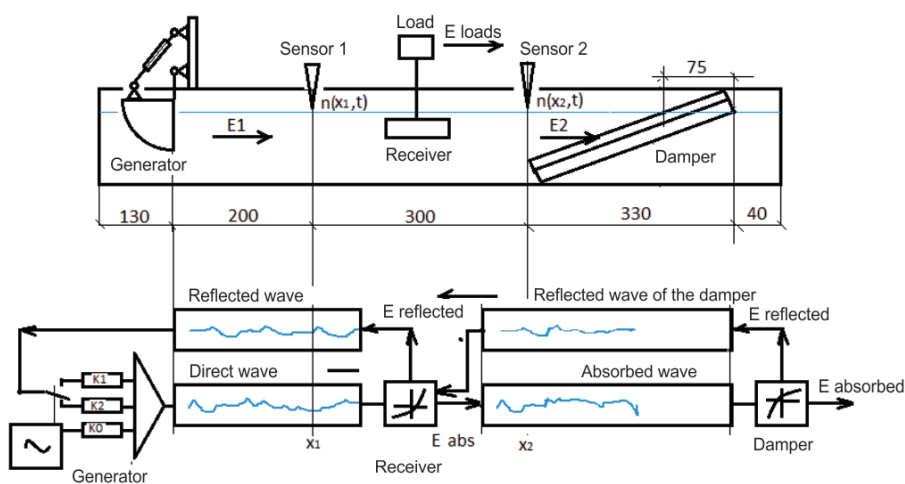 Load
E loads
Sensor 1
Sensor 2
75
n(x₁,t)
n(x₂,t)
E1
E2
Generator
Receiver
Damper
130
200
300
330
40
Reflected wave
Reflected wave of the damper
E reflected
E reflected
Direct wave
Absorbed wave
K1
K2
K0
E absorbed
x₁
E abs
x₂
Damper
Generator
Receiver